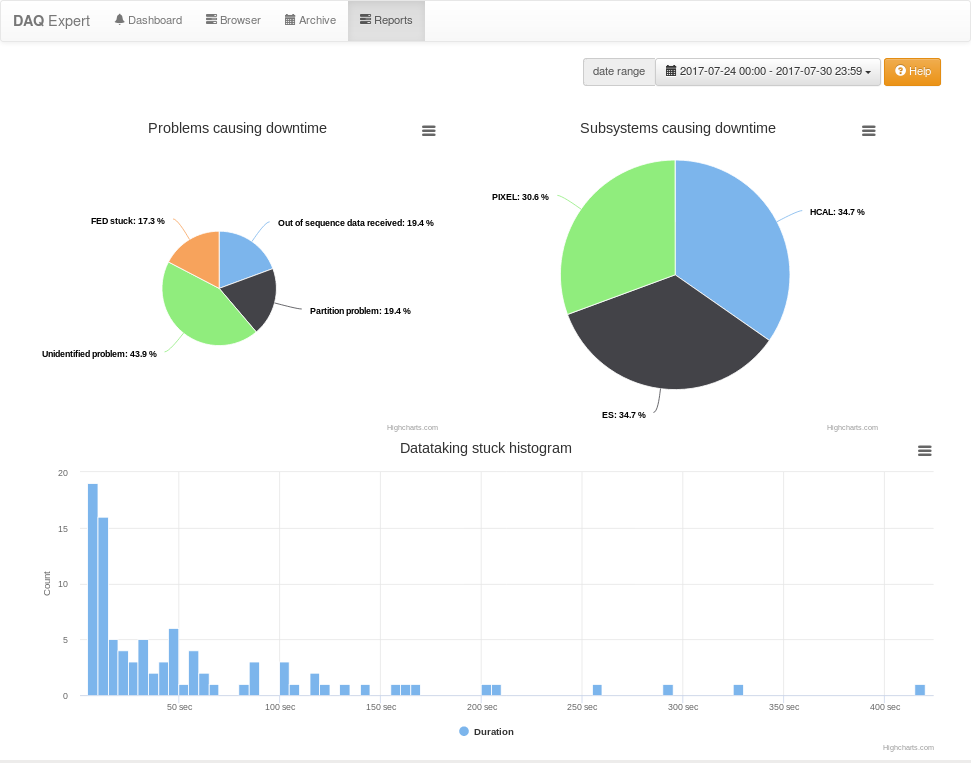 DAQ Expert Dashboard Browser Archive Reports
date range 2017-07-24 00:00 - 2017-07-30 23:59 Help
Problems causing downtime
FED stuck: 17.3 %
Out of sequence data received: 19.4 %
Partition problem: 19.4 %
Unidentified problem: 43.9 %
Highcharts.com
Subsystems causing downtime
PIXEL: 30.6 %
HCAL: 34.7 %
ES: 34.7 %
Highcharts.com
Datataking stuck histogram
Count
20
15
10
5
0
50 sec 100 sec 150 sec 200 sec 250 sec 300 sec 350 sec 400 sec
Duration
Highcharts.com